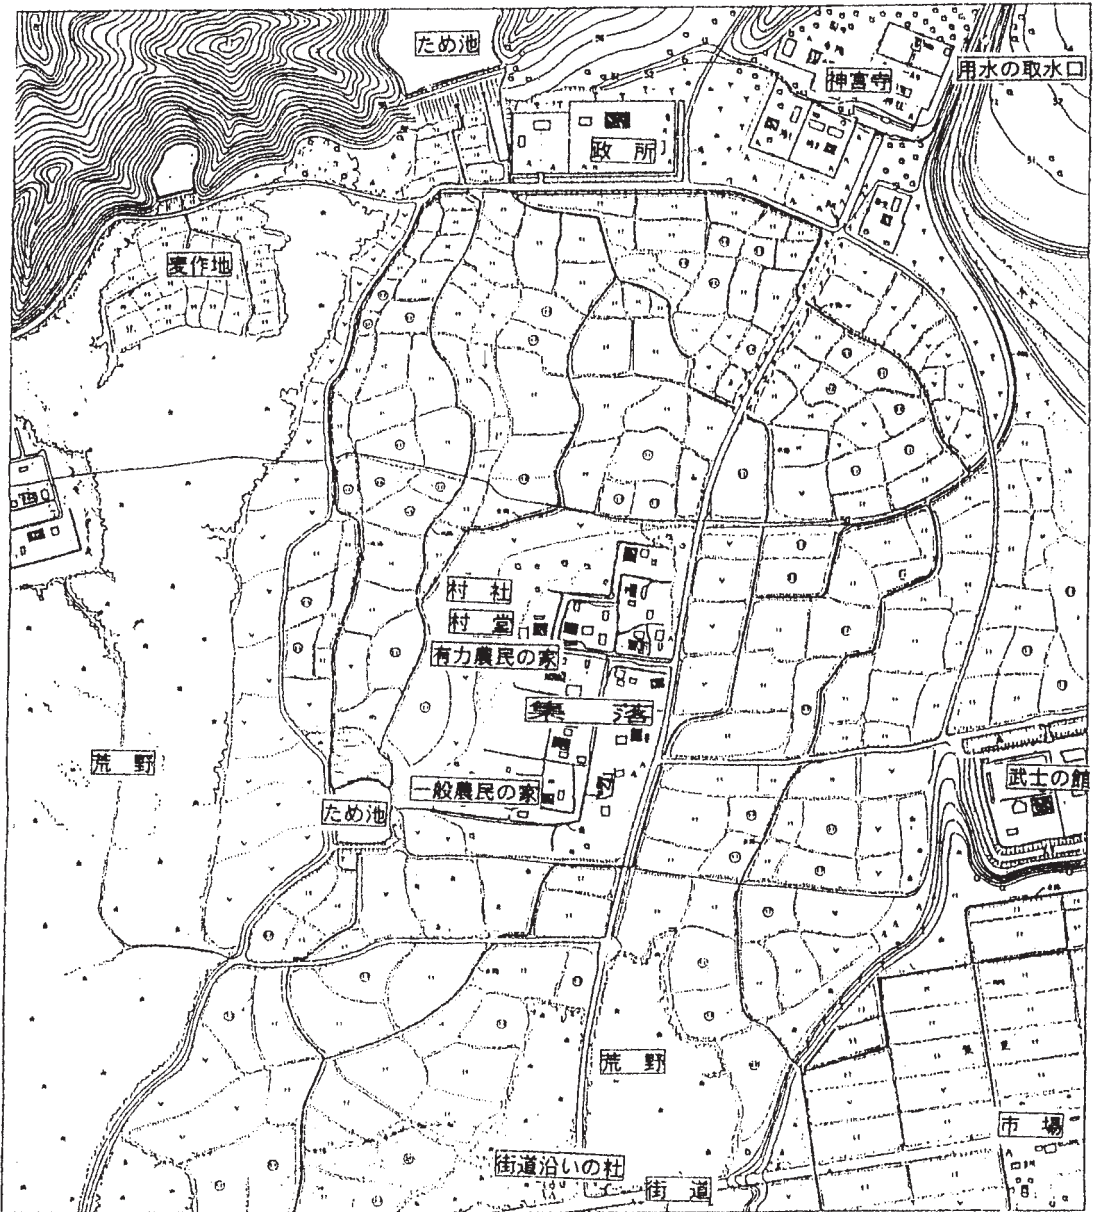 ため池
用水の取水口
神宮寺
政所
麦作地
村社
村堂
有力農民の家
集落
荒野
一般農民の家
武士の館
ため池
荒野
市場
街道沿いの杜
街道